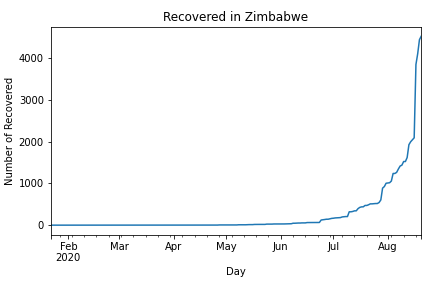 Recovered in Zimbabwe
Number of Recovered
4000
3000
2000
1000
0
Feb Mar Apr May Jun Jul Aug
2020
Day